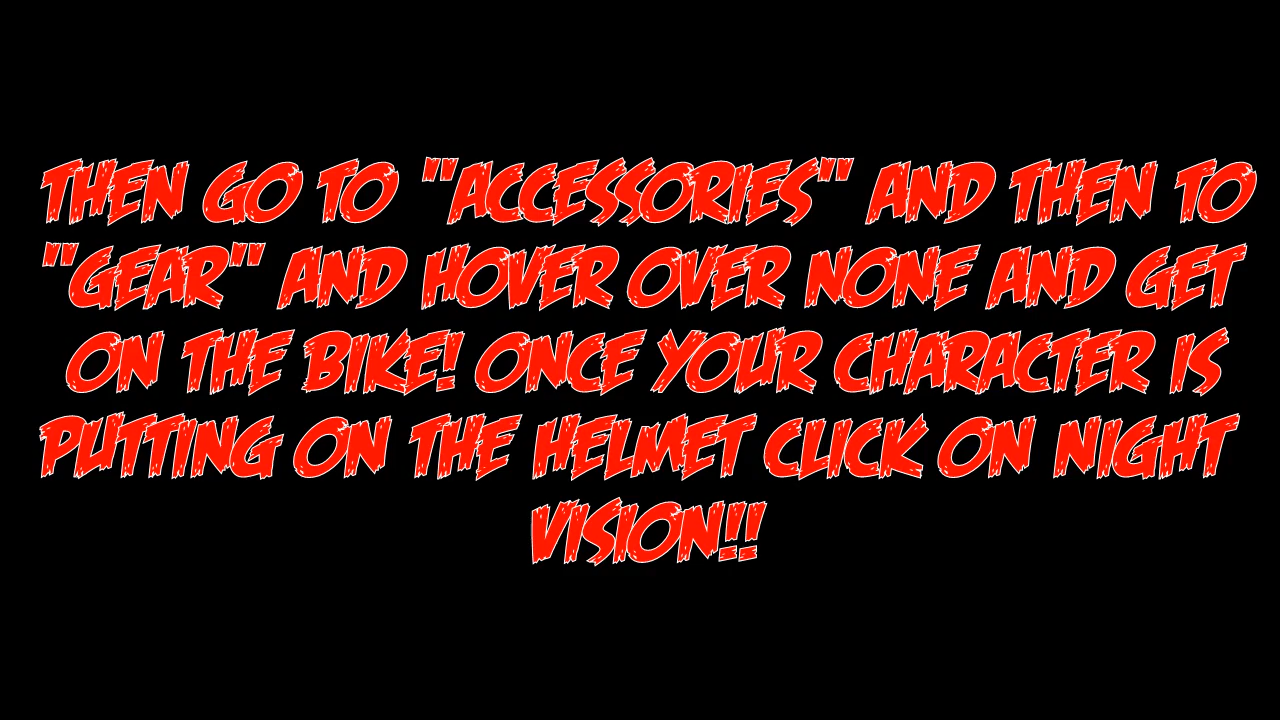 THEN GO TO "ACCESSORIES" AND THEN TO
"GEAR" AND HOVER OVER NONE AND GET
ON THE BIKE! ONCE YOUR CHARACTER IS
PUTTING ON THE HELMET CLICK ON NIGHT
VISION!!